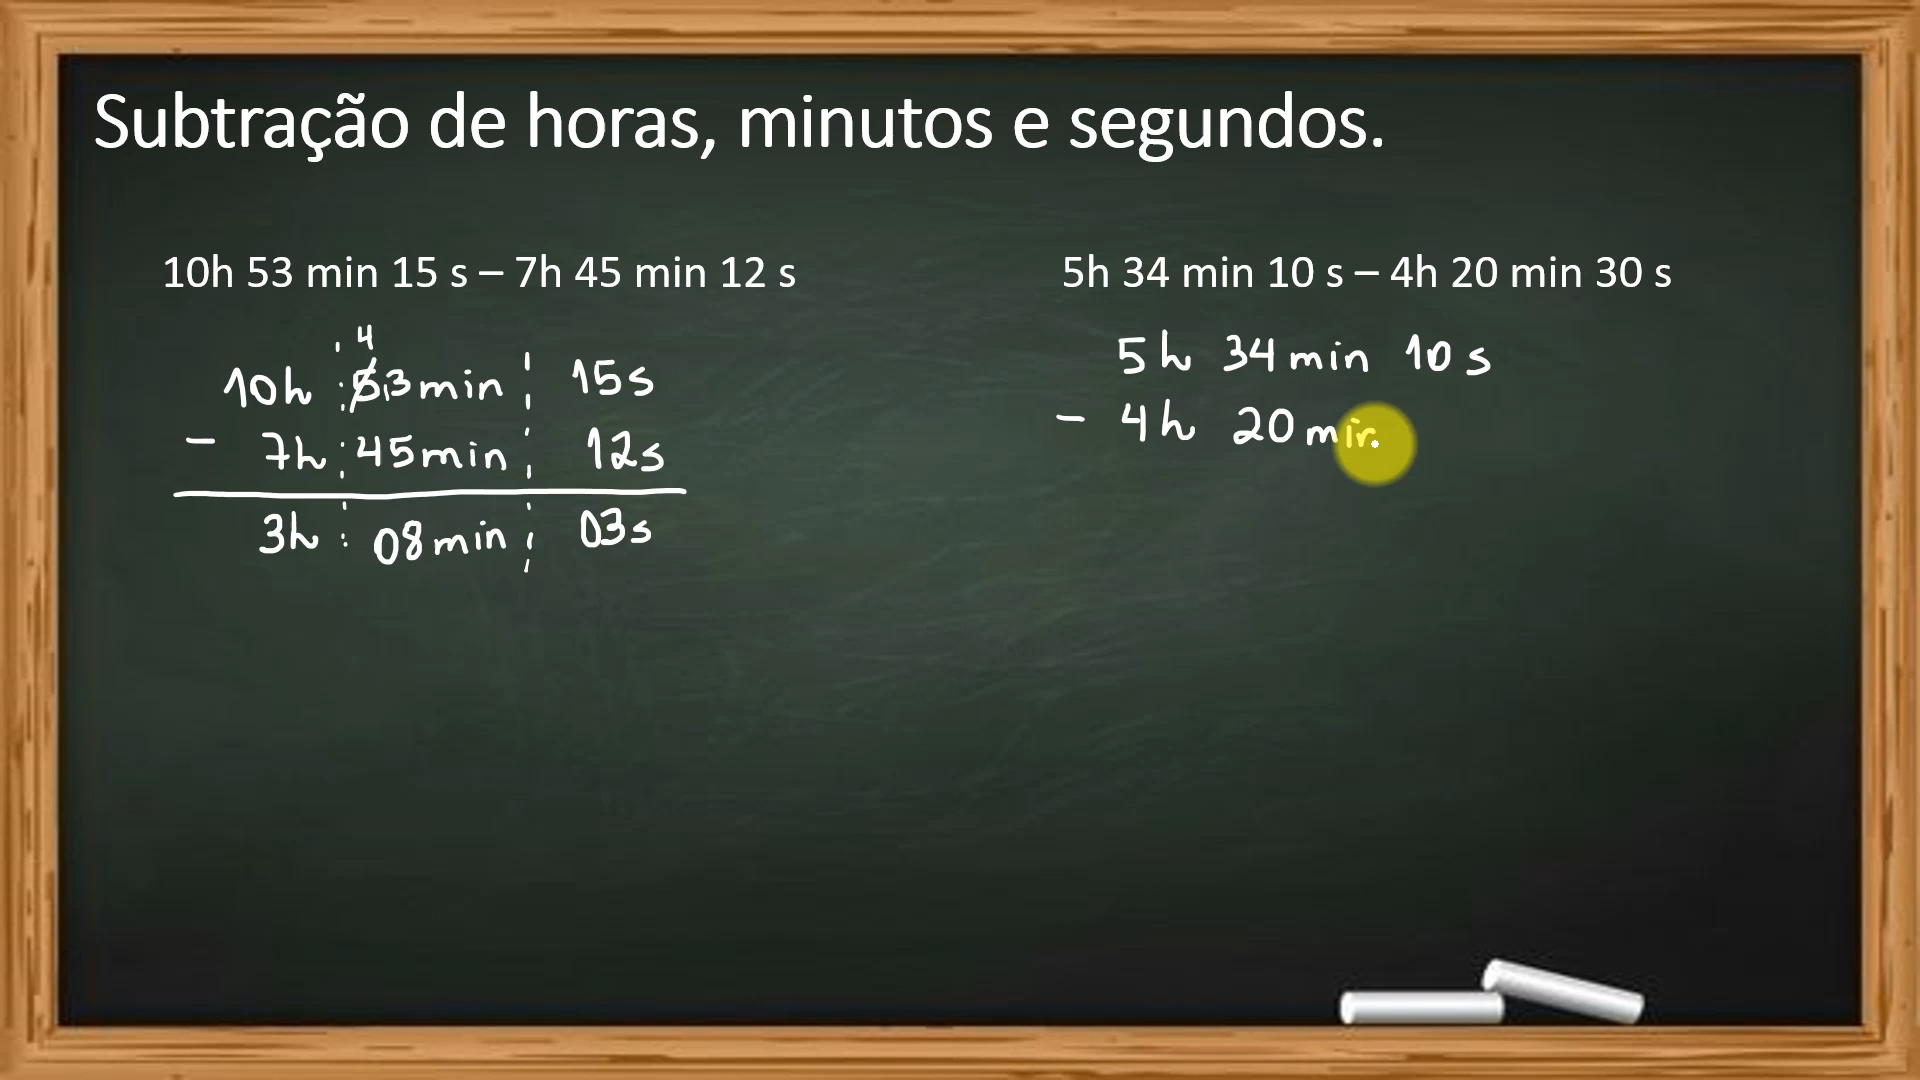 Subtração de horas, minutos e segundos.
10h 53 min 15 s – 7h 45 min 12 s
4
10h 53min 15s
– 7h 45min 12s
3h 08min 03s
5h 34 min 10 s – 4h 20 min 30 s
5h 34min 10s
– 4h 20min